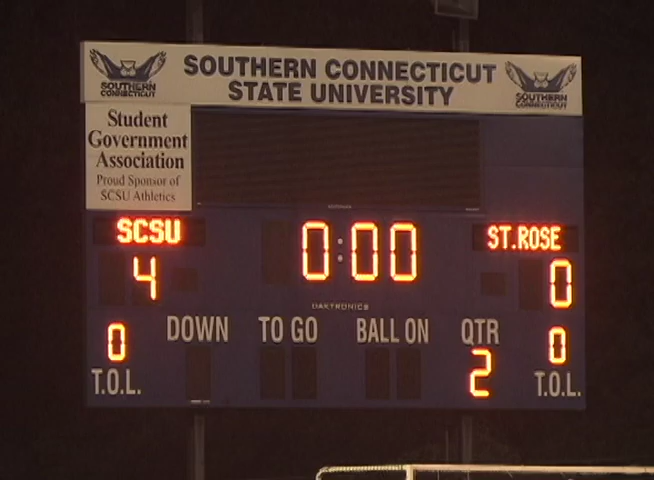 SOUTHERN CONNECTICUT
STATE UNIVERSITY
SOUTHERN
CONNECTICUT
SOUTHERN
CONNECTICUT
Student
Government
Association
Proud Sponsor of
SCSU Athletics
SCSU 0:00 ST.ROSE
4 0
DAKTRONICS
0 DOWN TO GO BALL ON QTR 0
T.O.L. 2 T.O.L.